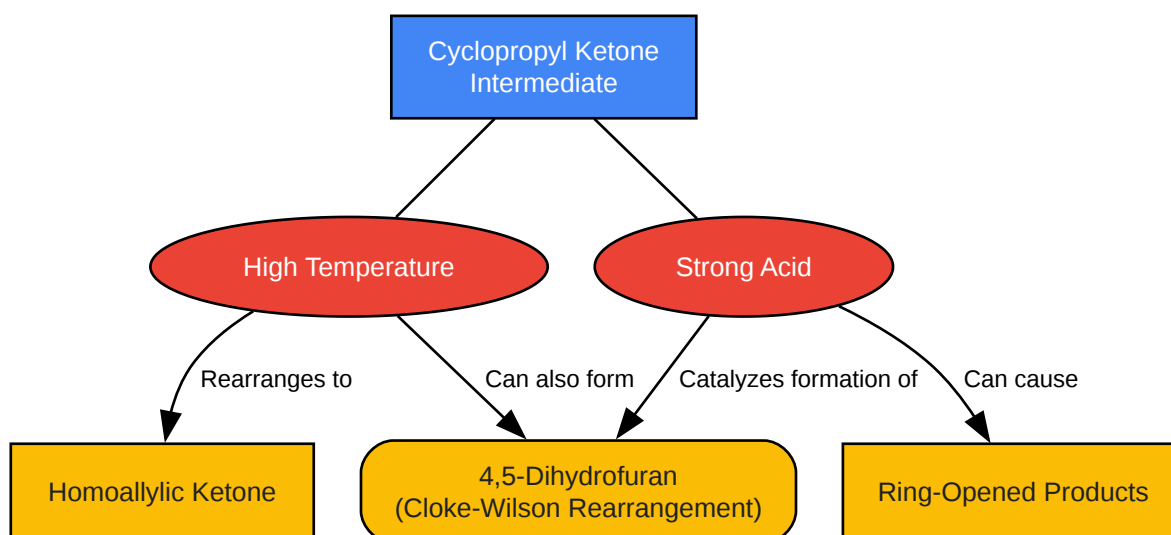 Cyclopropyl Ketone
Intermediate
High Temperature
Strong Acid
Rearranges to
Can also form
Catalyzes formation of
Can cause
Homoallylic Ketone
4,5-Dihydrofuran
(Cloke-Wilson Rearrangement)
Ring-Opened Products